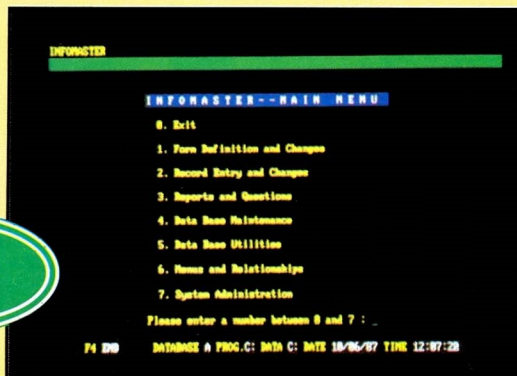 INFOMASTER
INFOMASTER--MAIN MENU
0. Exit
1. Form Definition and Changes
2. Record Entry and Changes
3. Reports and Questions
4. Data Base Maintenance
5. Data Base Utilities
6. Menus and Relationships
7. System Administration
Please enter a number between 0 and 7 : _
F4 END DATABASE A PROG.C: DATA C: DATE 10/06/87 TIME 12:07:28